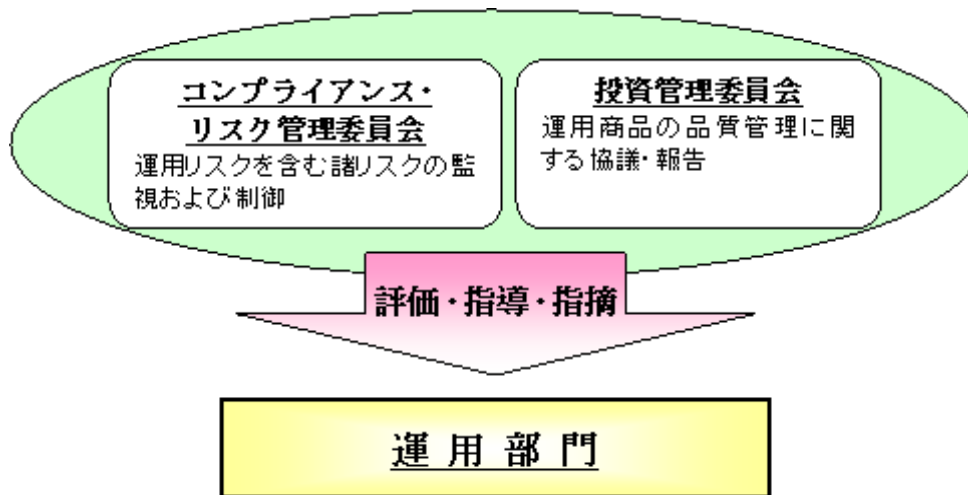 コンプライアンス・
リスク管理委員会
運用リスクを含む諸リスクの監
視および制御
投資管理委員会
運用商品の品質管理に関
する協議・報告
評価・指導・指摘
運用部門